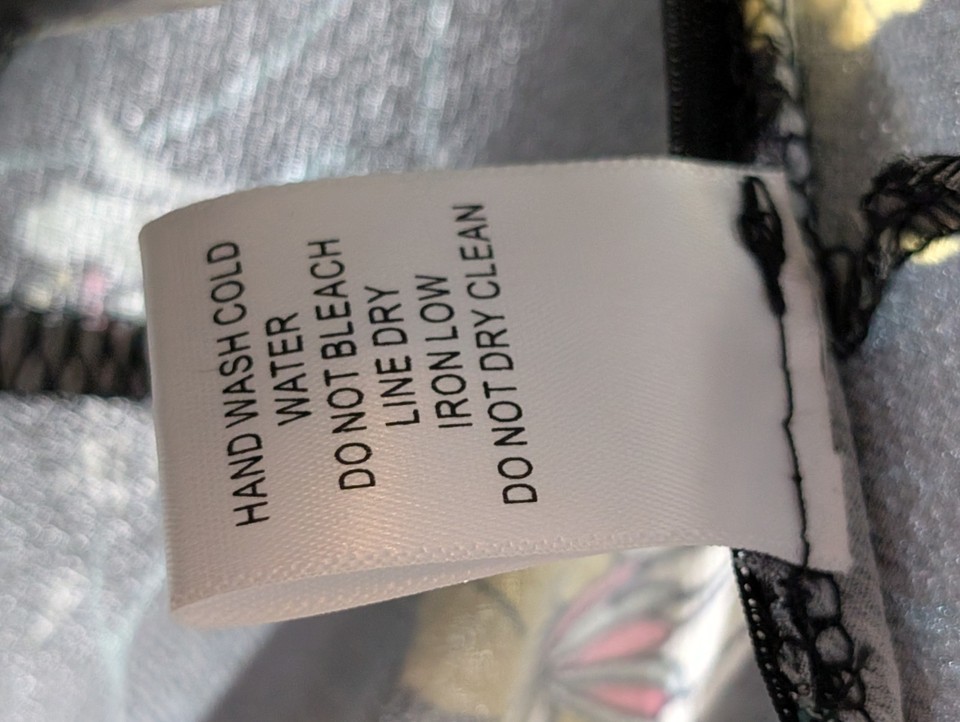 HAND WASH COLD
WATER
DO NOT BLEACH
LINE DRY
IRON LOW
DO NOT DRY CLEAN